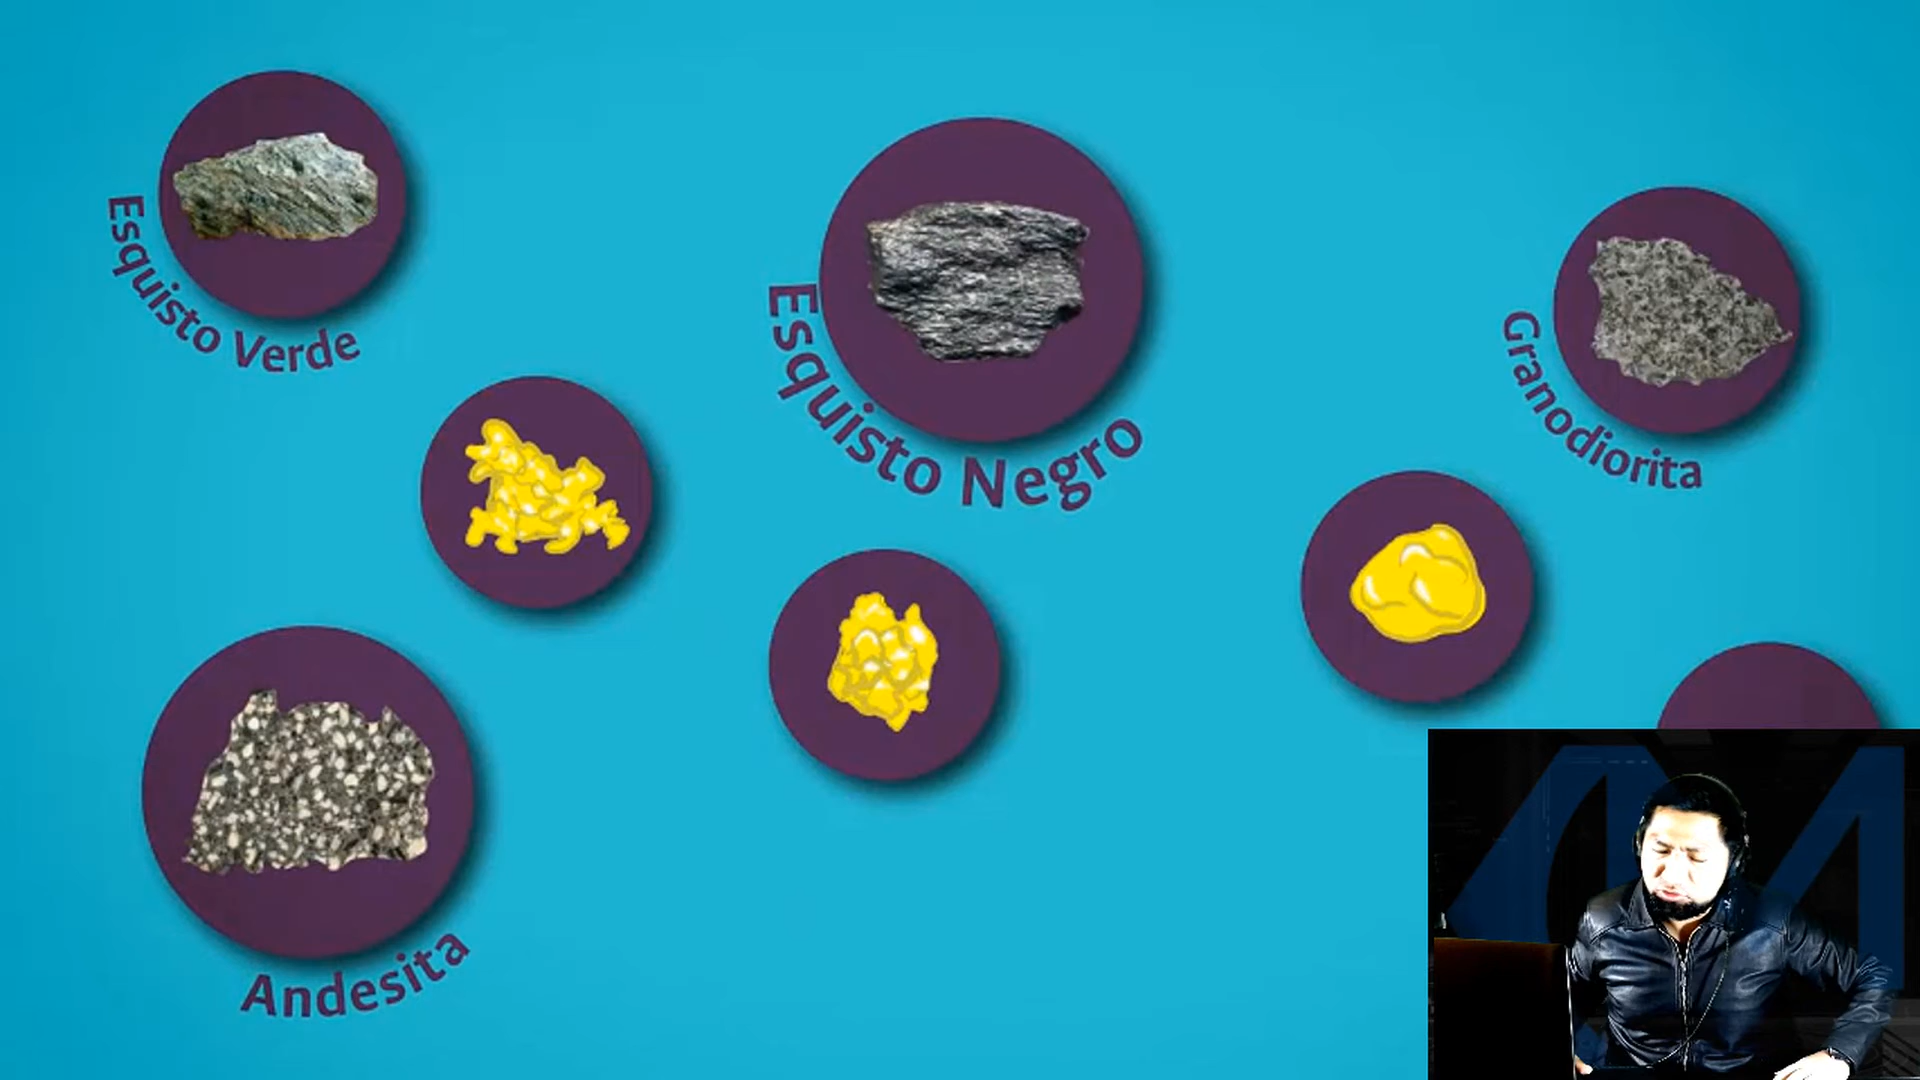 Esquisto Verde
Esquisto Negro
Granodiorita
Andesita